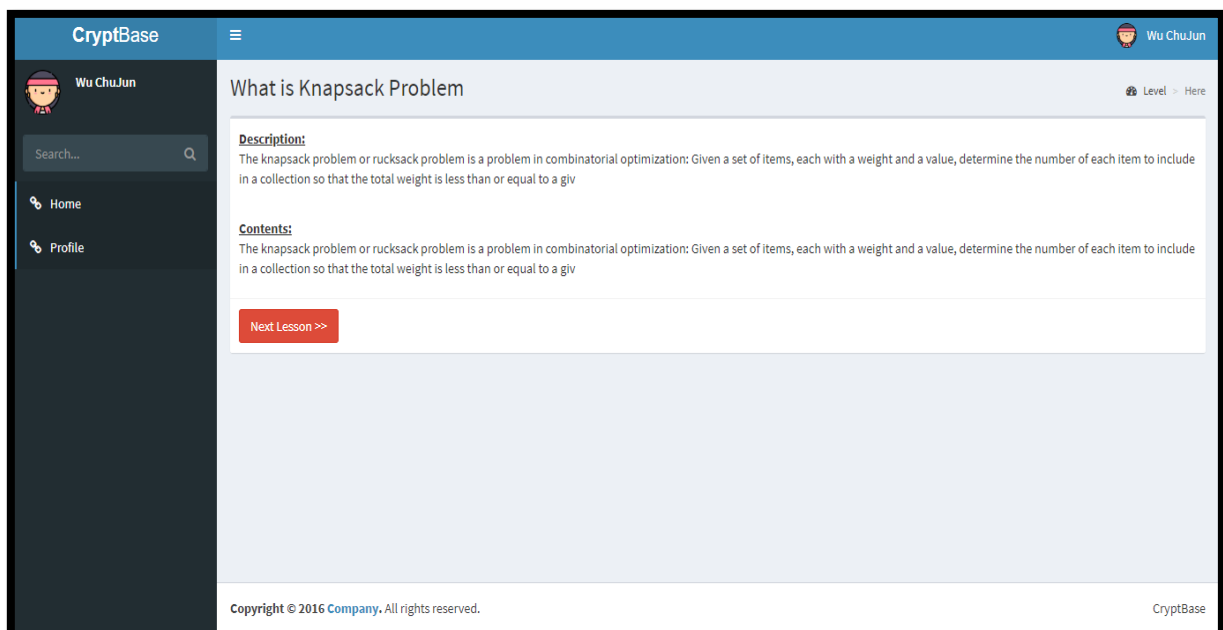 CryptBase
Wu ChuJun
Wu ChuJun
What is Knapsack Problem
Level > Here
Search...
Home
Profile
Description:
The knapsack problem or rucksack problem is a problem in combinatorial optimization: Given a set of items, each with a weight and a value, determine the number of each item to include
in a collection so that the total weight is less than or equal to a giv
Contents:
The knapsack problem or rucksack problem is a problem in combinatorial optimization: Given a set of items, each with a weight and a value, determine the number of each item to include
in a collection so that the total weight is less than or equal to a giv
Next Lesson >>
Copyright © 2016 Company. All rights reserved.
CryptBase